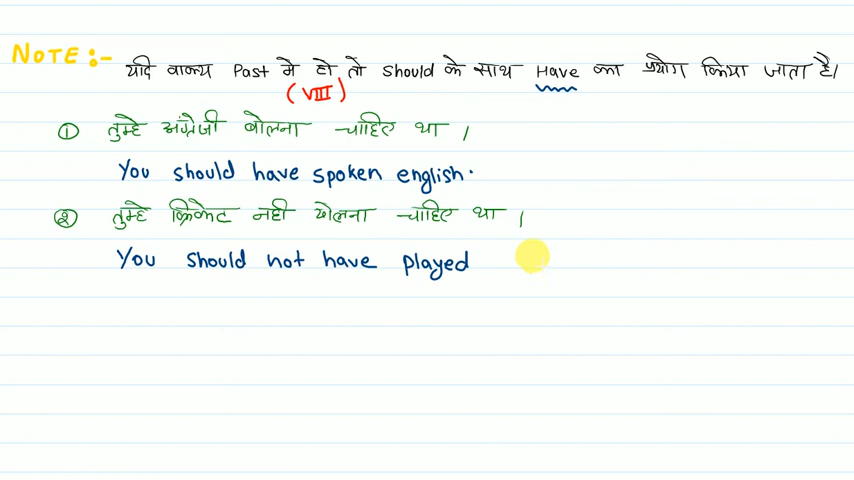 NOTE :-
यदि वाक्य Past मे हो तो Should के साथ Have का प्रयोग किया जाता है।
(VIII)
① तुम्हे अंग्रेजी बोलना चाहिए था ।
You should have spoken english.
② तुम्हे क्रिकेट नही खेलना चाहिए था ।
You should not have played